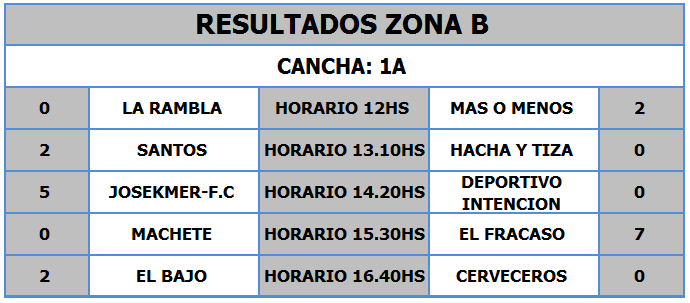 RESULTADOS ZONA B
CANCHA: 1A
0 LA RAMBLA HORARIO 12HS MAS O MENOS 2
2 SANTOS HORARIO 13.10HS HACHA Y TIZA 0
5 JOSEKMER-F.C HORARIO 14.20HS DEPORTIVO INTENCION 0
0 MACHETE HORARIO 15.30HS EL FRACASO 7
2 EL BAJO HORARIO 16.40HS CERVECEROS 0